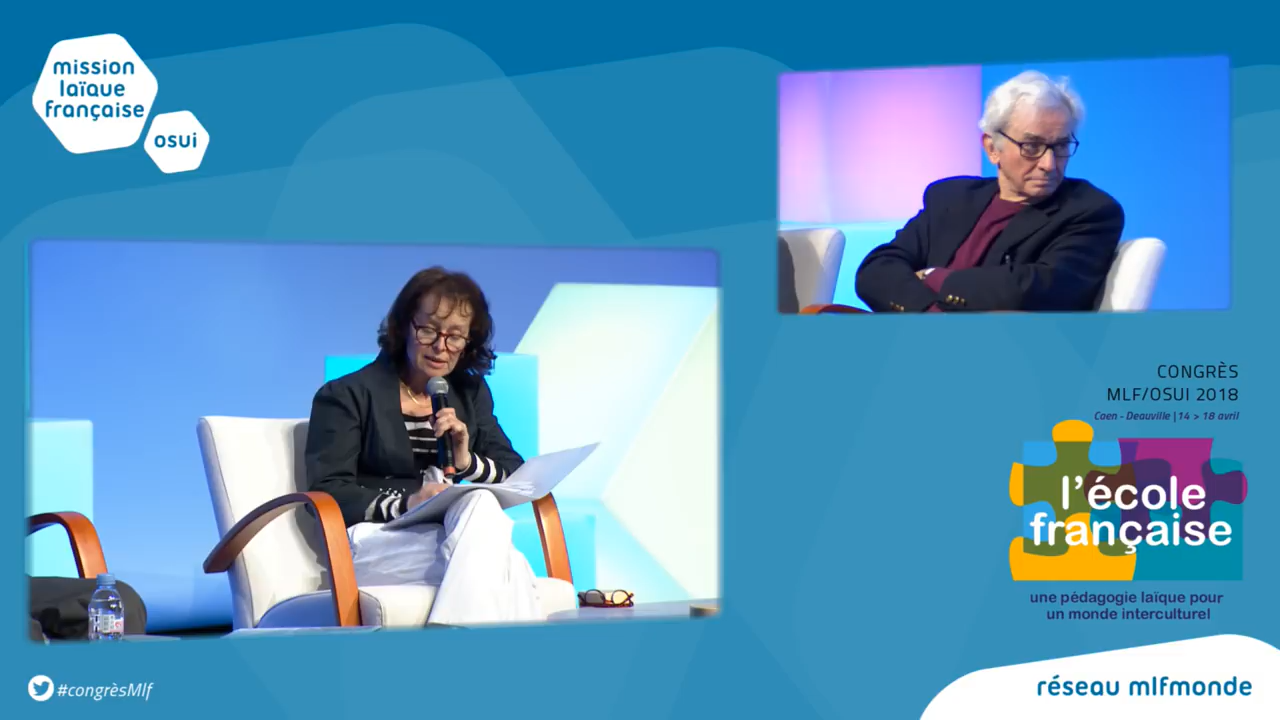 mission
laïque
française
osui
CONGRÈS
MLF/OSUI 2018
Caen - Deauville | 14 > 18 avril
l'école
française
une pédagogie laïque pour
un monde interculturel
#congrèsMlf
réseau mlfmonde